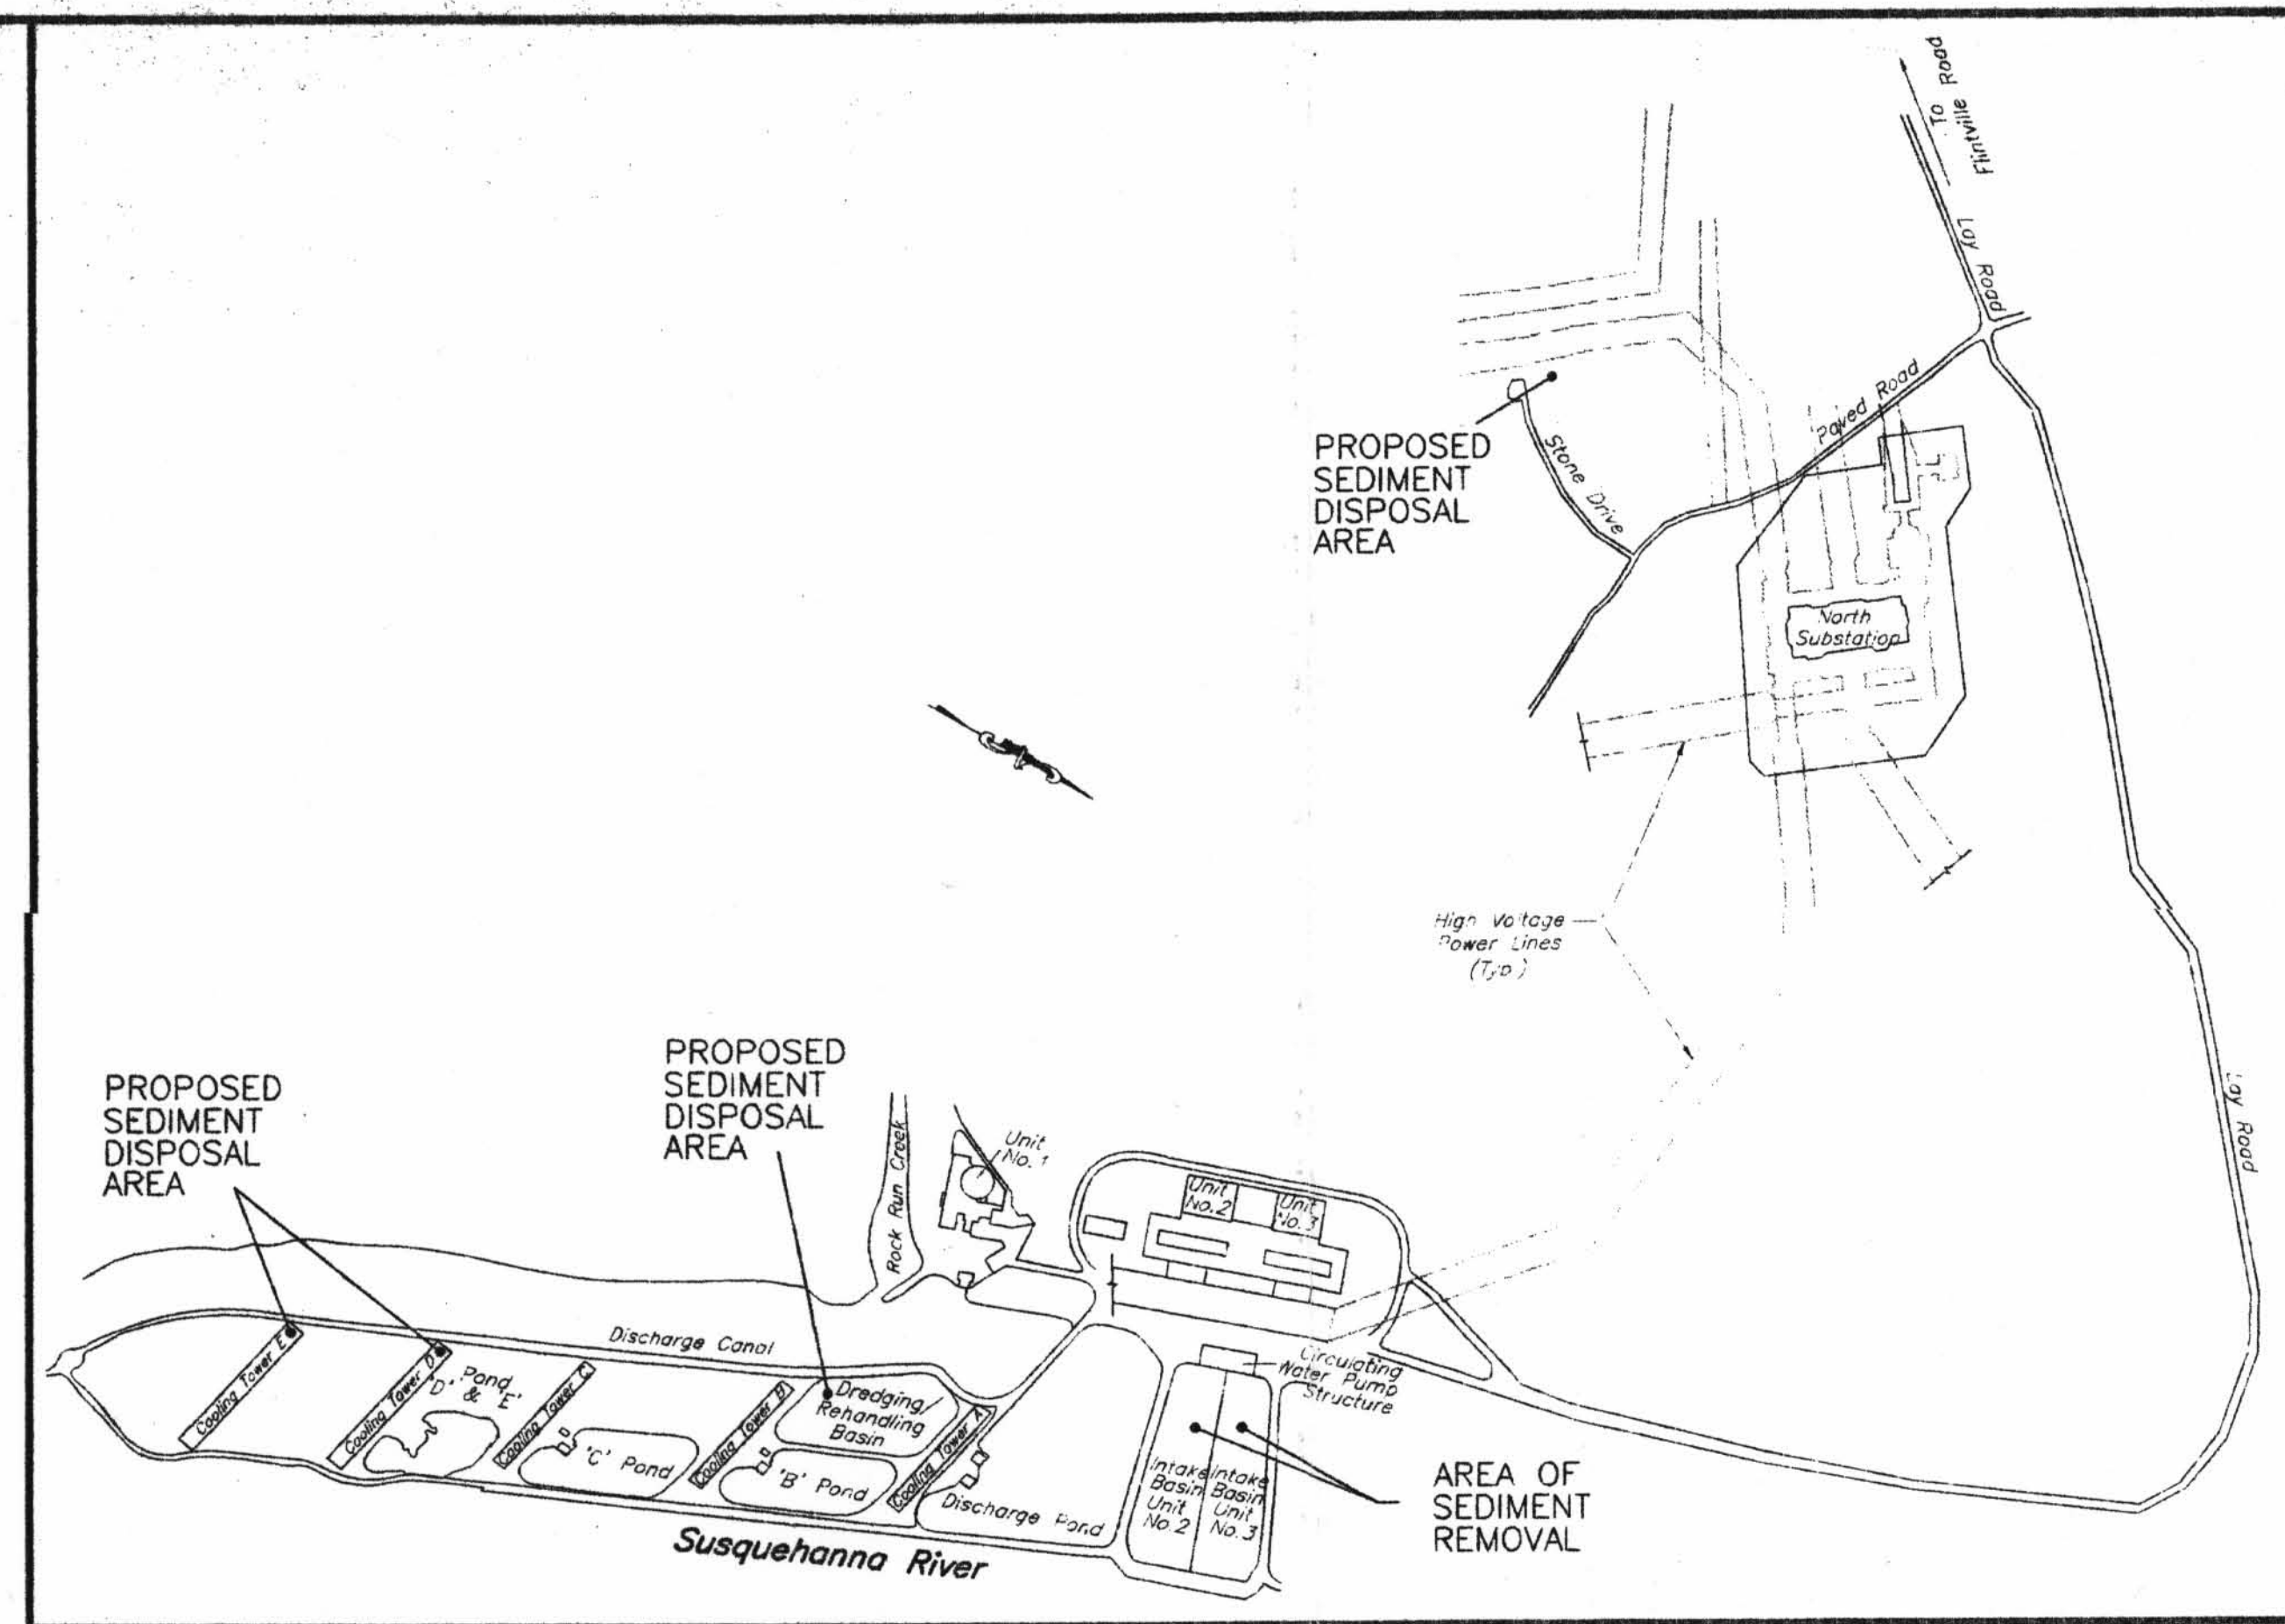 To
Flintville Road
Lay Road
Paved Road
PROPOSED
SEDIMENT
DISPOSAL
AREA
Stone Drive
North
Substation
High Voltage
Power Lines
(Typ)
Lay Road
PROPOSED
SEDIMENT
DISPOSAL
AREA
PROPOSED
SEDIMENT
DISPOSAL
AREA
Rock Run Creek
Unit
No. 1
Unit
No. 2
Unit
No. 3
Discharge Canal
Circulating
Water Pump
Structure
Cooling Tower E
Cooling Tower D
Pond
'D' & 'E'
Cooling Tower C
'C' Pond
Cooling Tower B
Dredging/
Rehandling
Basin
'B' Pond
Cooling Tower A
Discharge Pond
Intake
Basin
Unit
No. 2
Intake
Basin
Unit
No. 3
AREA OF
SEDIMENT
REMOVAL
Susquehanna River